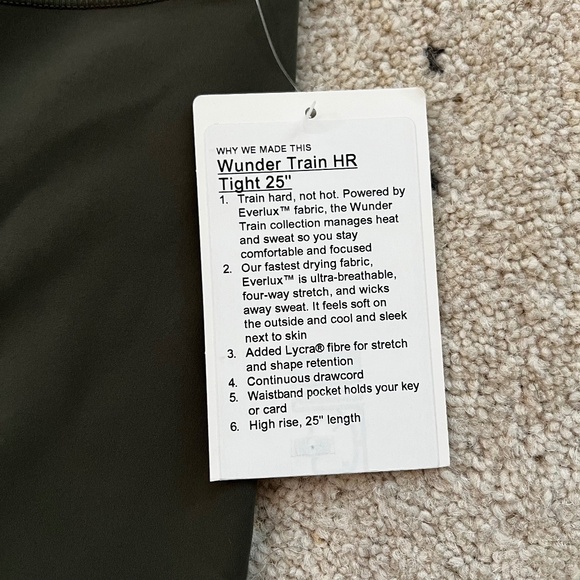 WHY WE MADE THIS
Wunder Train HR
Tight 25"
1. Train hard, not hot. Powered by
Everlux™ fabric, the Wunder
Train collection manages heat
and sweat so you stay
comfortable and focused
2. Our fastest drying fabric,
Everlux™ is ultra-breathable,
four-way stretch, and wicks
away sweat. It feels soft on
the outside and cool and sleek
next to skin
3. Added Lycra® fibre for stretch
and shape retention
4. Continuous drawcord
5. Waistband pocket holds your key
or card
6. High rise, 25" length